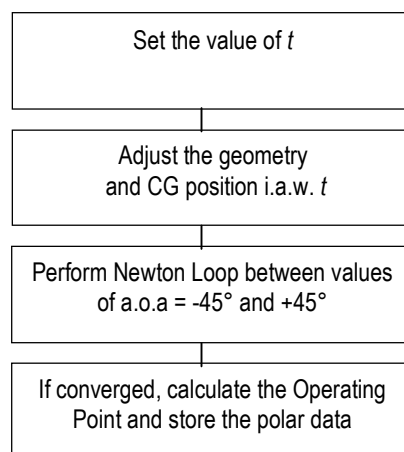 Set the value of t
Adjust the geometry
and CG position i.a.w. t
Perform Newton Loop between values
of a.o.a = -45° and +45°
If converged, calculate the Operating
Point and store the polar data